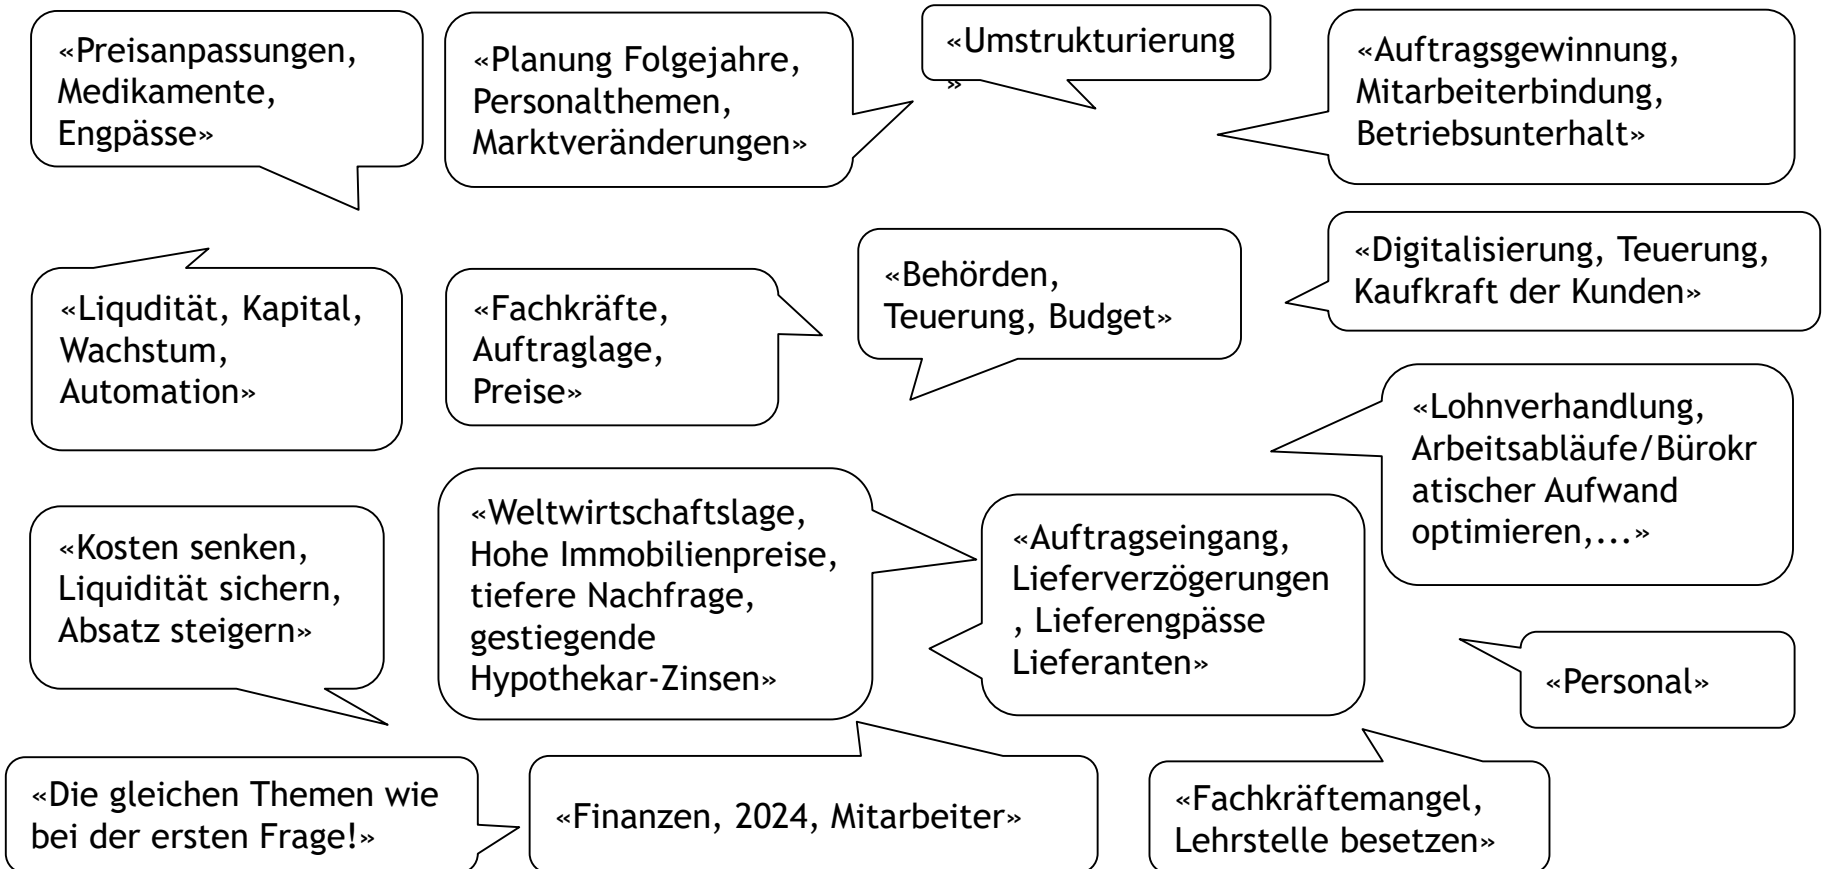 «Preisanpassungen,
Medikamente,
Engpässe»
«Planung Folgejahre,
Personalthemen,
Marktveränderungen»
«Umstrukturierung
»
«Auftragsgewinnung,
Mitarbeiterbindung,
Betriebsunterhalt»
«Liqudität, Kapital,
Wachstum,
Automation»
«Fachkräfte,
Auftraglage,
Preise»
«Behörden,
Teuerung, Budget»
«Digitalisierung, Teuerung,
Kaufkraft der Kunden»
«Lohnverhandlung,
Arbeitsabläufe/Bürokr
atischer Aufwand
optimieren,...»
«Kosten senken,
Liquidität sichern,
Absatz steigern»
«Weltwirtschaftslage,
Hohe Immobilienpreise,
tiefere Nachfrage,
gestiegende
Hypothekar-Zinsen»
«Auftragseingang,
Lieferverzögerungen
, Lieferengpässe
Lieferanten»
«Personal»
«Die gleichen Themen wie
bei der ersten Frage!»
«Finanzen, 2024, Mitarbeiter»
«Fachkräftemangel,
Lehrstelle besetzen»